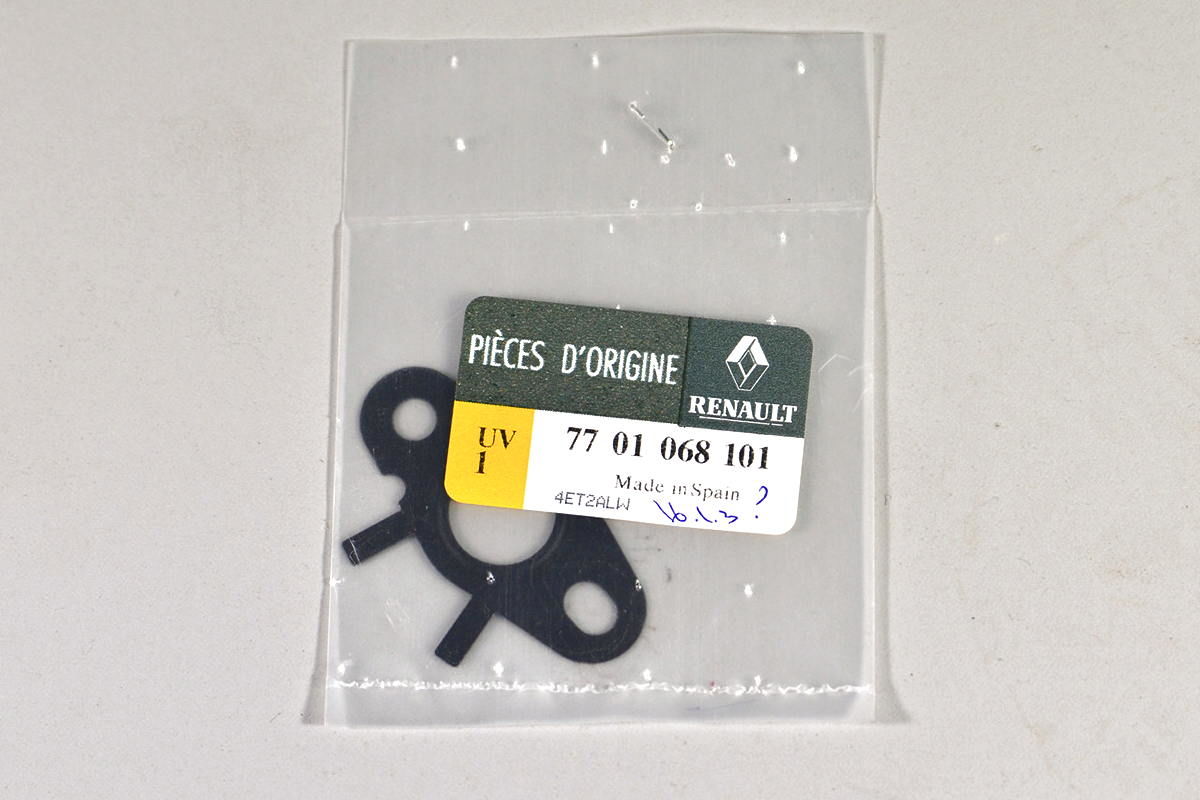 PIÈCES D'ORIGINE
RENAULT
UV
1
77 01 068 101
Made in Spain ?
4ET2ALW